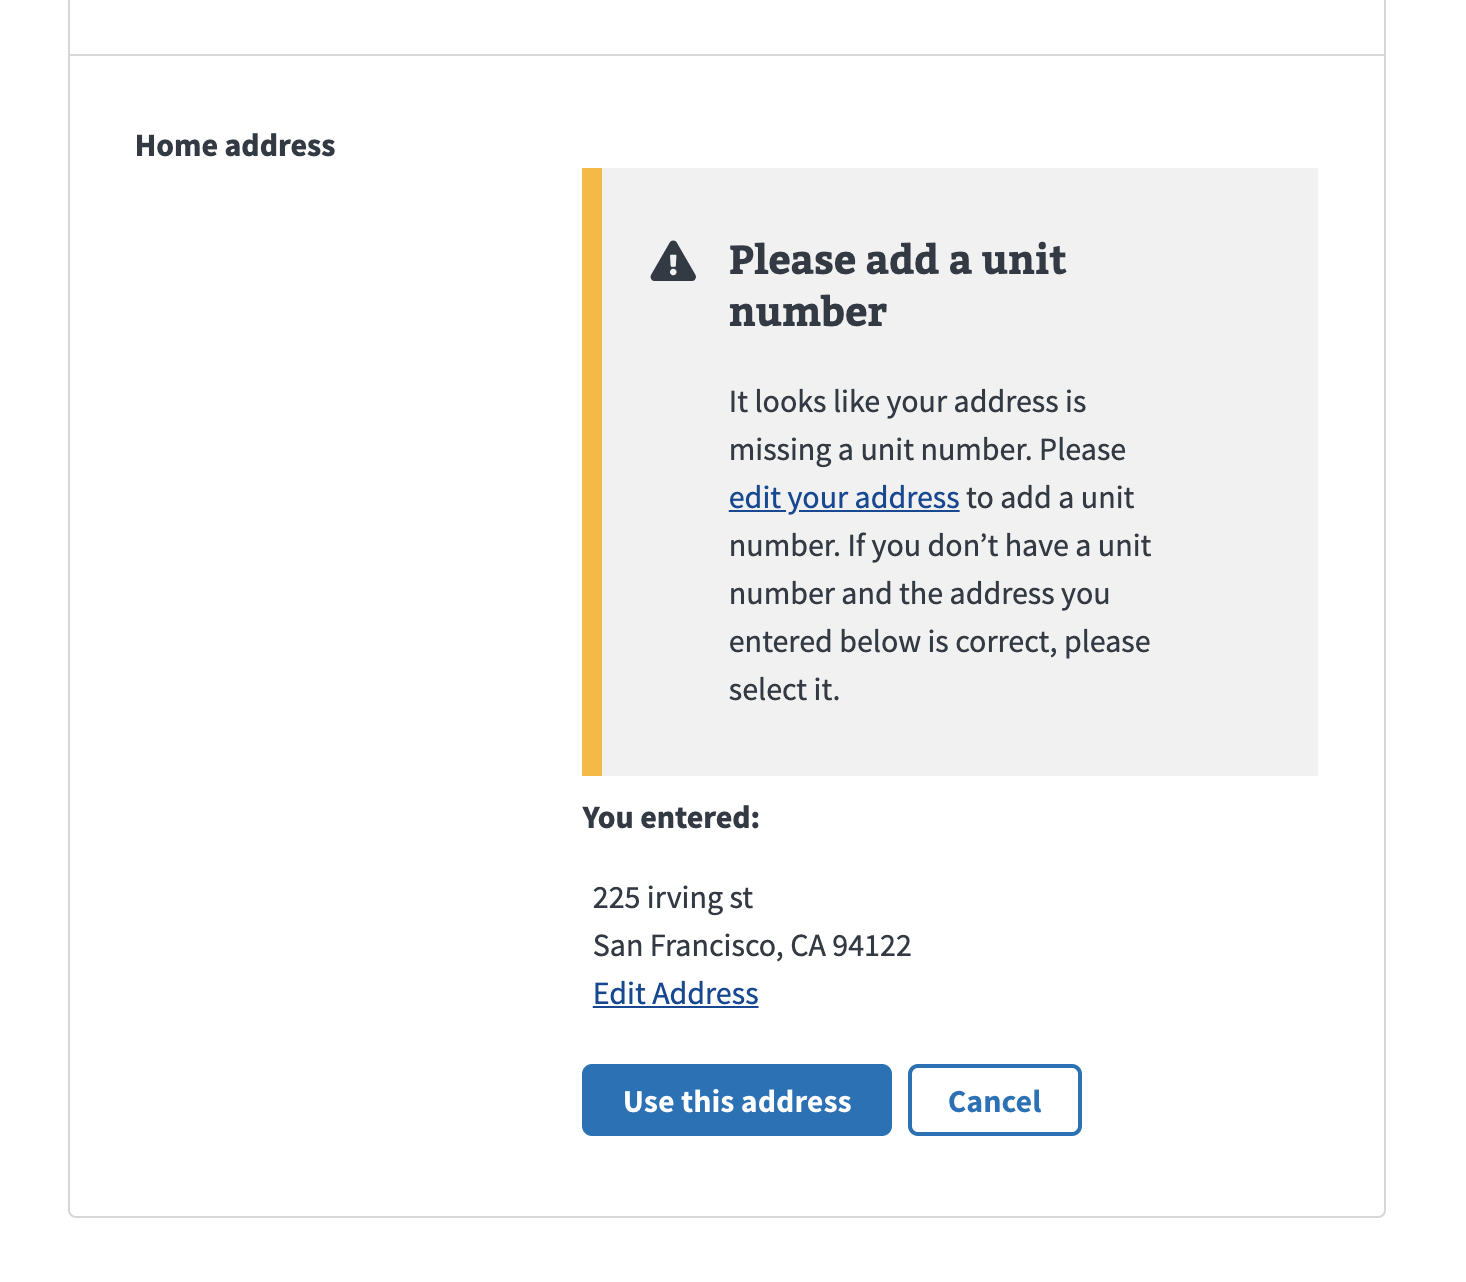 Home address
Please add a unit
number
It looks like your address is
missing a unit number. Please
edit your address to add a unit
number. If you don’t have a unit
number and the address you
entered below is correct, please
select it.
You entered:
225 irving st
San Francisco, CA 94122
Edit Address
Use this address
Cancel